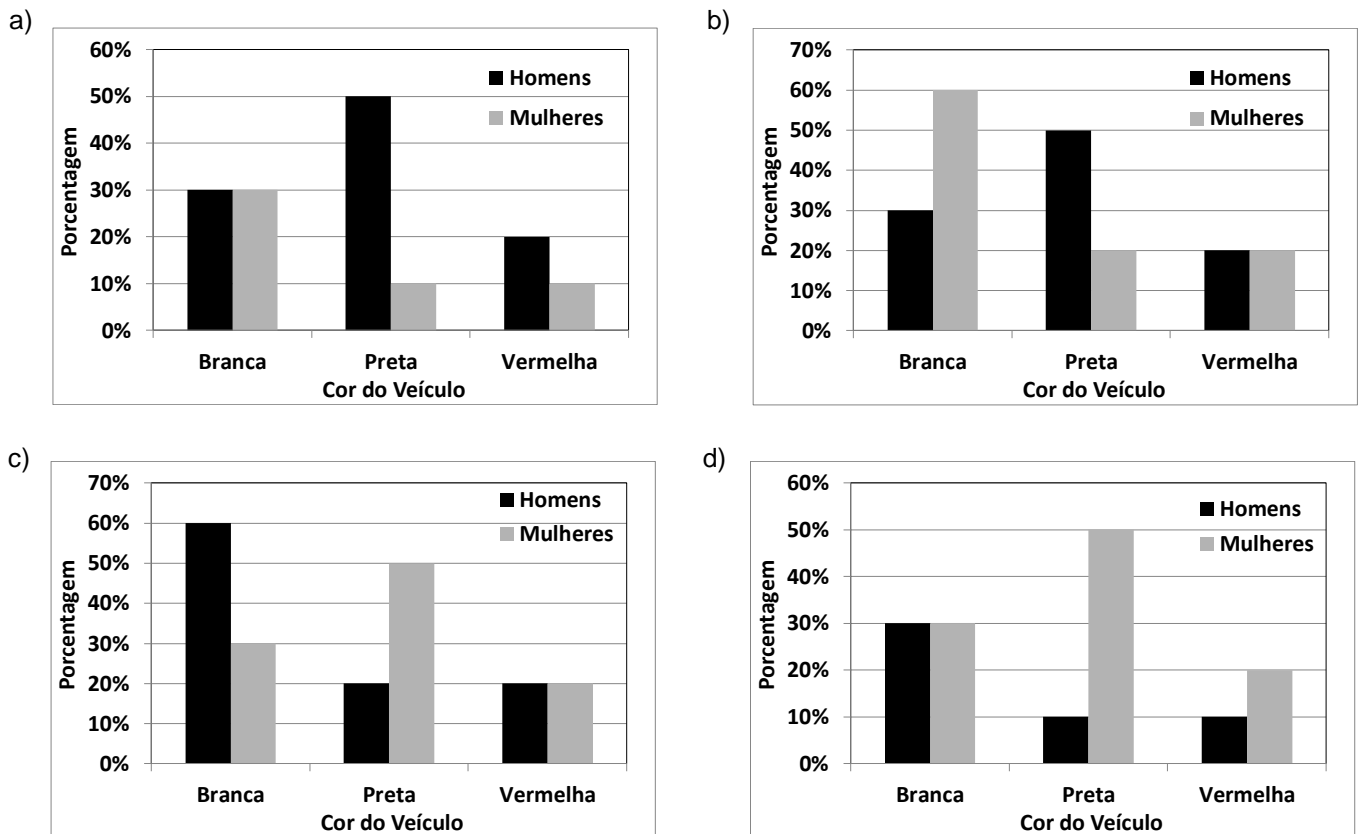 a)
60%
50%
40%
30%
20%
10%
0%
Porcentagem
Homens
Mulheres
Branca Preta Vermelha
Cor do Veículo
b)
70%
60%
50%
40%
30%
20%
10%
0%
Porcentagem
Homens
Mulheres
Branca Preta Vermelha
Cor do Veículo
c)
70%
60%
50%
40%
30%
20%
10%
0%
Porcentagem
Homens
Mulheres
Branca Preta Vermelha
Cor do Veículo
d)
60%
50%
40%
30%
20%
10%
0%
Porcentagem
Homens
Mulheres
Branca Preta Vermelha
Cor do Veículo